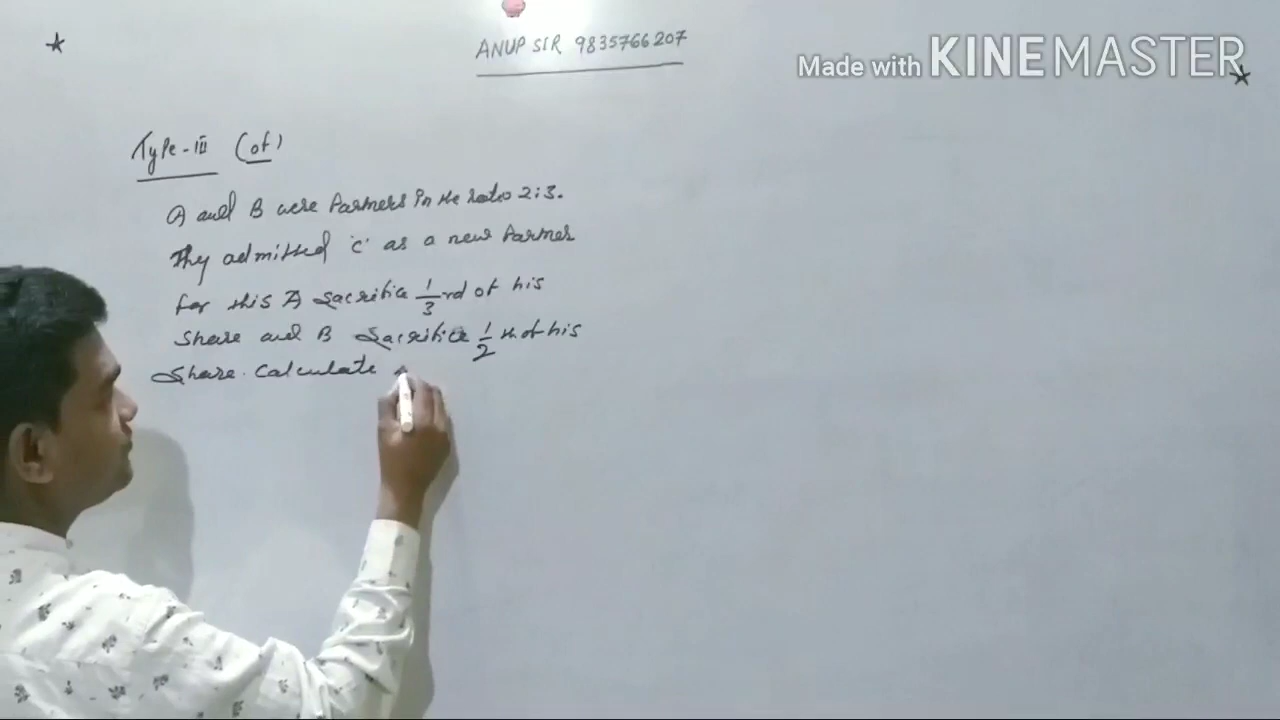 ANUP SIR 9835766207
Made with KINEMASTER
Type-III (of)
A and B were Partners in the ratio 2:3.
They admitted 'C' as a new Partner
for this A sacrifice 1/3 rd of his
Share and B Sacrifice 1/2 th of his
Share. Calculate